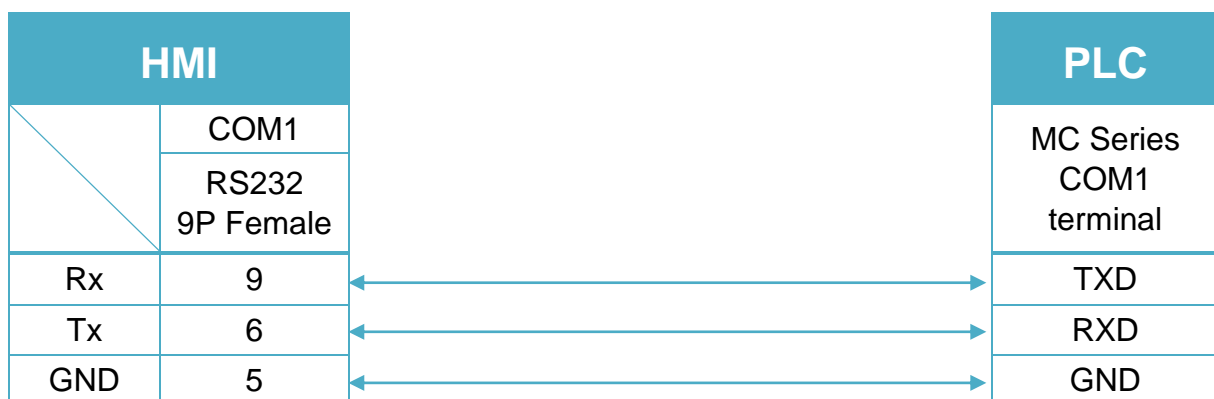 HMI
PLC
COM1
RS232
9P Female
MC Series
COM1
terminal
Rx 9 TXD
Tx 6 RXD
GND 5 GND